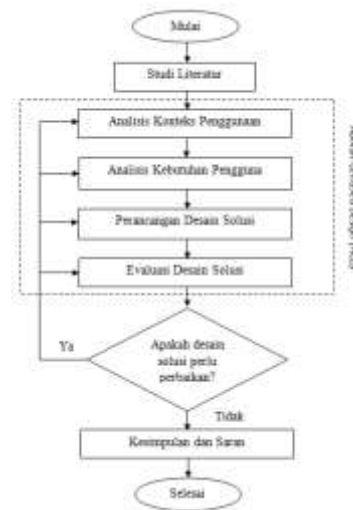 Mulai
Studi Literatur
Analisis Konteks Penggunaan
Analisis Kebutuhan Pengguna
Perancangan Desain Solusi
Evaluasi Desain Solusi
Ya
Apakah desain
solusi perlu
perbaikan?
Tidak
Kesimpulan dan Saran
Selesai